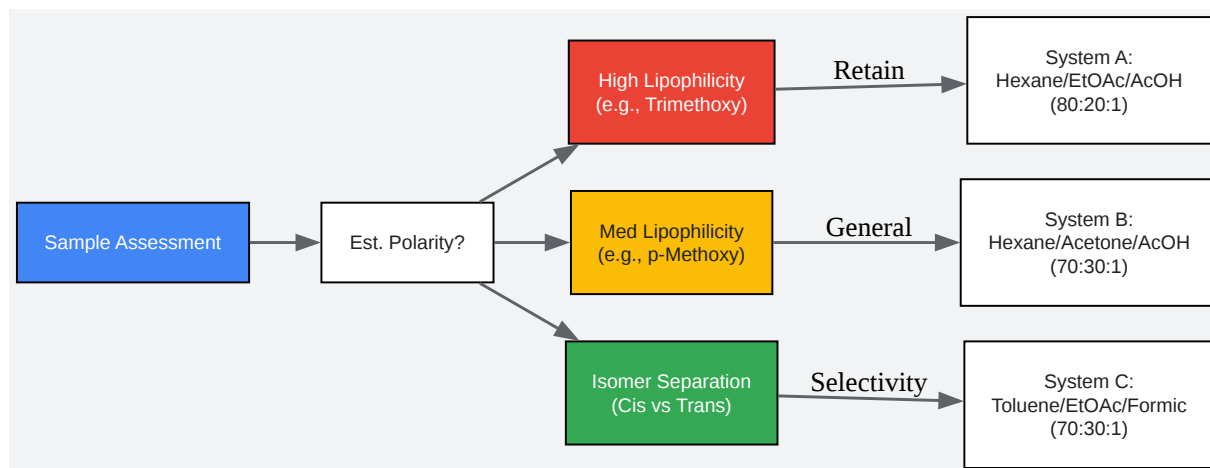 Sample Assessment
Est. Polarity?
High Lipophilicity
(e.g., Trimethoxy)
Retain
System A:
Hexane/EtOAc/AcOH
(80:20:1)
Med Lipophilicity
(e.g., p-Methoxy)
General
System B:
Hexane/Acetone/AcOH
(70:30:1)
Isomer Separation
(Cis vs Trans)
Selectivity
System C:
Toluene/EtOAc/Formic
(70:30:1)